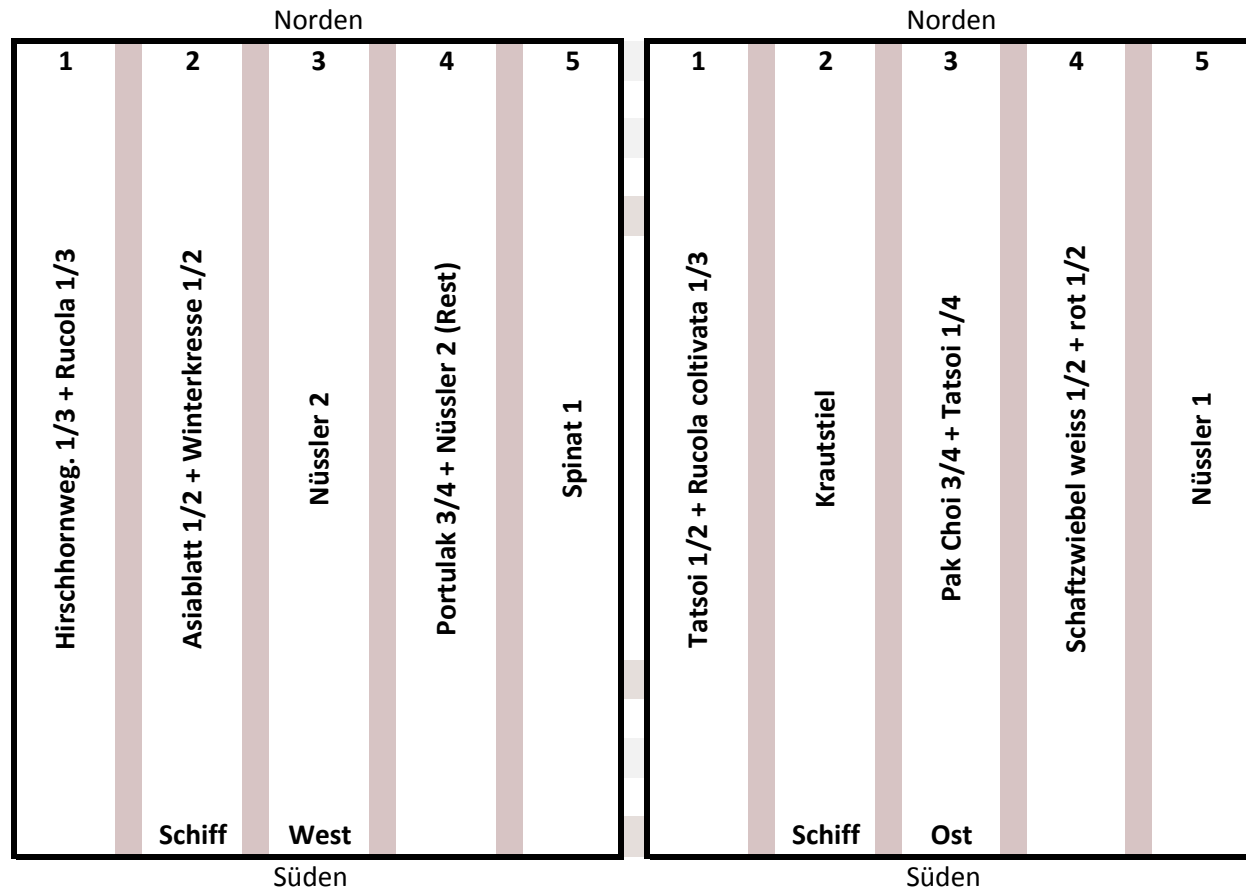 Norden
1 2 3 4 5
Hirschhornweg. 1/3 + Rucola 1/3
Asiablatt 1/2 + Winterkresse 1/2
Nüssler 2
Portulak 3/4 + Nüssler 2 (Rest)
Spinat 1
Schiff West
Süden
Norden
1 2 3 4 5
Tatsoi 1/2 + Rucola coltivata 1/3
Krautstiel
Pak Choi 3/4 + Tatsoi 1/4
Schaftzwiebel weiss 1/2 + rot 1/2
Nüssler 1
Schiff Ost
Süden